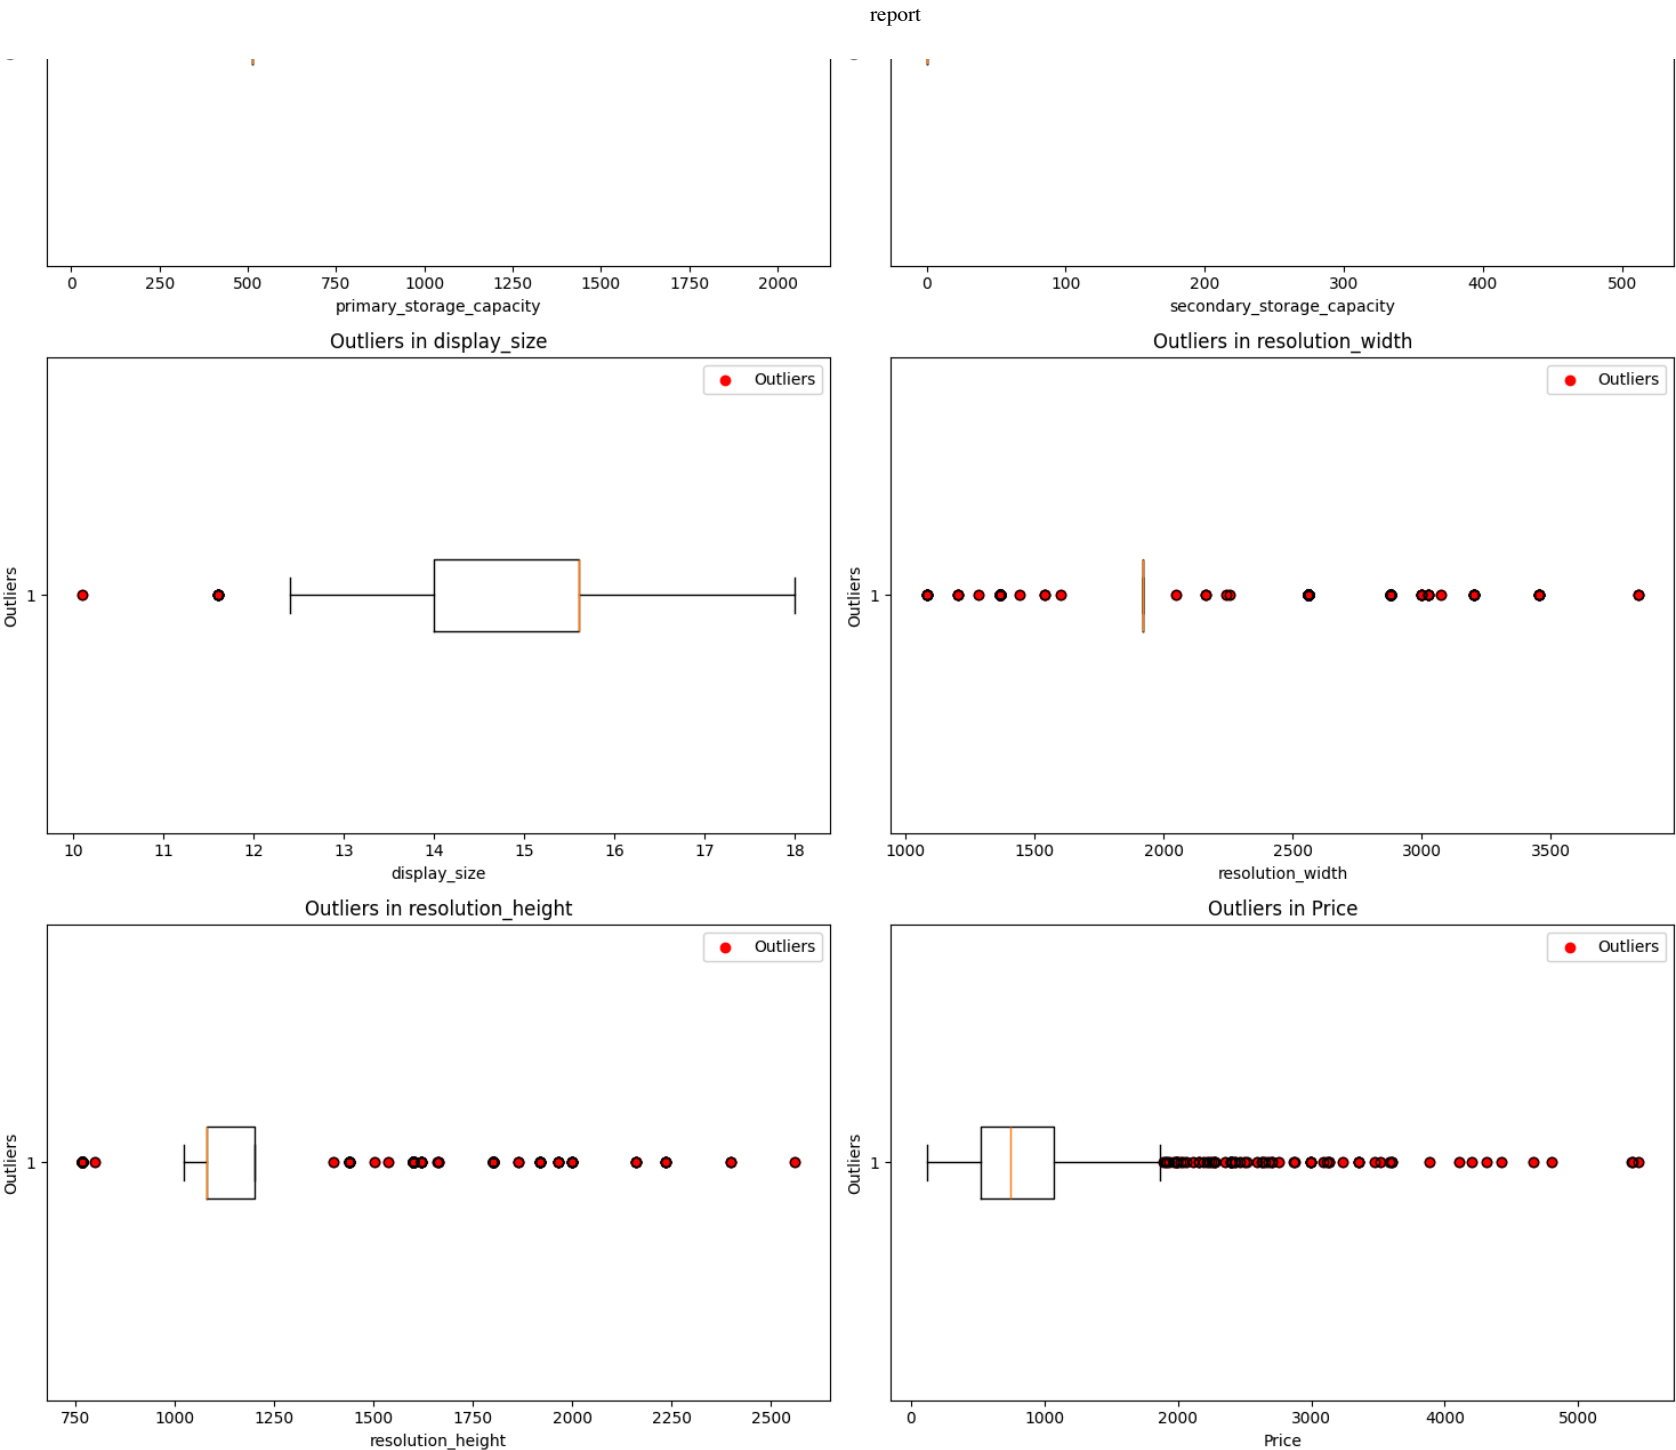 report
0 250 500 750 1000 1250 1500 1750 2000
primary_storage_capacity
0 100 200 300 400 500
secondary_storage_capacity
Outliers in display_size
Outliers
Outliers
1
10 11 12 13 14 15 16 17 18
display_size
Outliers in resolution_width
Outliers
Outliers
1
1000 1500 2000 2500 3000 3500
resolution_width
Outliers in resolution_height
Outliers
Outliers
1
750 1000 1250 1500 1750 2000 2250 2500
resolution_height
Outliers in Price
Outliers
Outliers
1
0 1000 2000 3000 4000 5000
Price